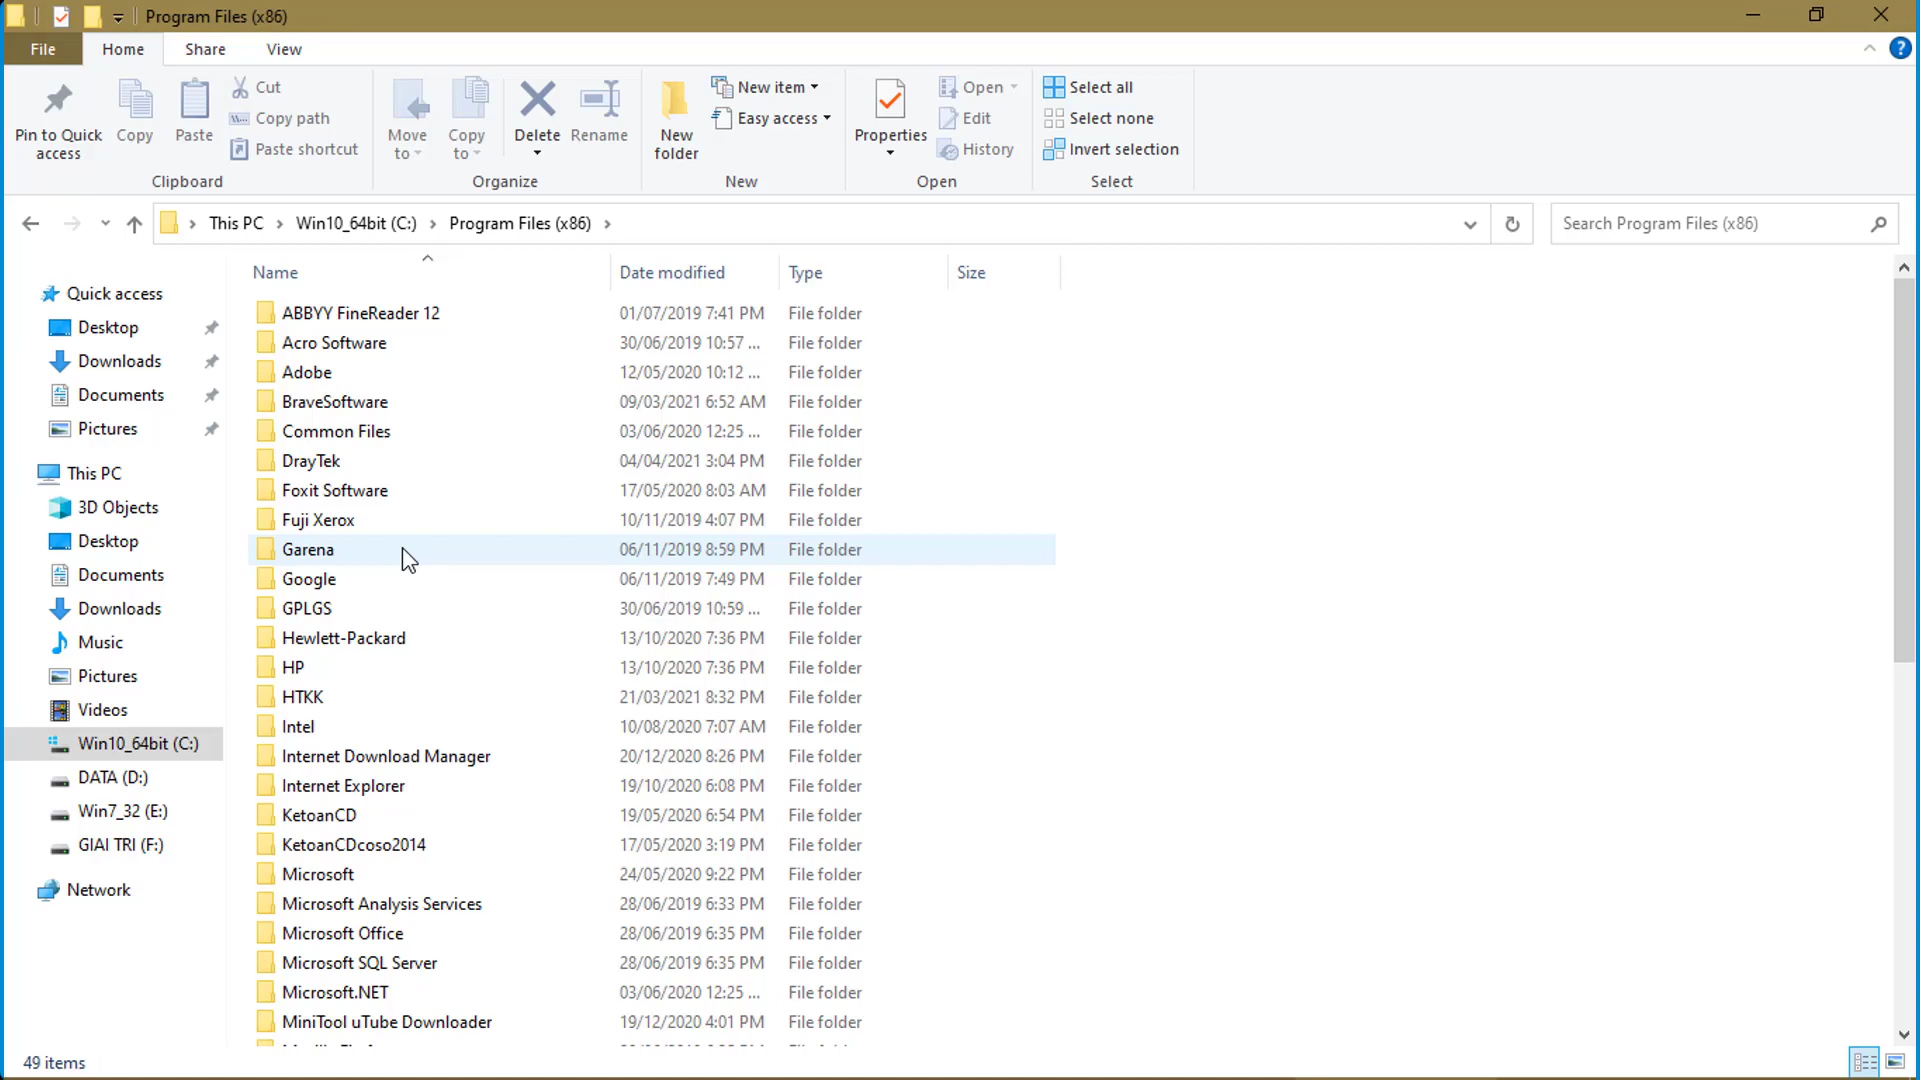 Program Files (x86)
File Home Share View
Pin to Quick access
Copy
Paste
Cut
Copy path
Paste shortcut
Clipboard
Move to
Copy to
Delete
Rename
Organize
New folder
New item
Easy access
New
Properties
Open
Edit
History
Open
Select all
Select none
Invert selection
Select
This PC Win10_64bit (C:) Program Files (x86)
Search Program Files (x86)
Quick access
Desktop
Downloads
Documents
Pictures
This PC
3D Objects
Desktop
Documents
Downloads
Music
Pictures
Videos
Win10_64bit (C:)
DATA (D:)
Win7_32 (E:)
GIAI TRI (F:)
Network
Name Date modified Type Size
ABBYY FineReader 12 01/07/2019 7:41 PM File folder
Acro Software 30/06/2019 10:57 ... File folder
Adobe 12/05/2020 10:12 ... File folder
BraveSoftware 09/03/2021 6:52 AM File folder
Common Files 03/06/2020 12:25 ... File folder
DrayTek 04/04/2021 3:04 PM File folder
Foxit Software 17/05/2020 8:03 AM File folder
Fuji Xerox 10/11/2019 4:07 PM File folder
Garena 06/11/2019 8:59 PM File folder
Google 06/11/2019 7:49 PM File folder
GPLGS 30/06/2019 10:59 ... File folder
Hewlett-Packard 13/10/2020 7:36 PM File folder
HP 13/10/2020 7:36 PM File folder
HTKK 21/03/2021 8:32 PM File folder
Intel 10/08/2020 7:07 AM File folder
Internet Download Manager 20/12/2020 8:26 PM File folder
Internet Explorer 19/10/2020 6:08 PM File folder
KetoanCD 19/05/2020 6:54 PM File folder
KetoanCDcoso2014 17/05/2020 3:19 PM File folder
Microsoft 24/05/2020 9:22 PM File folder
Microsoft Analysis Services 28/06/2019 6:33 PM File folder
Microsoft Office 28/06/2019 6:35 PM File folder
Microsoft SQL Server 28/06/2019 6:35 PM File folder
Microsoft.NET 03/06/2020 12:25 ... File folder
MiniTool uTube Downloader 19/12/2020 4:01 PM File folder
49 items